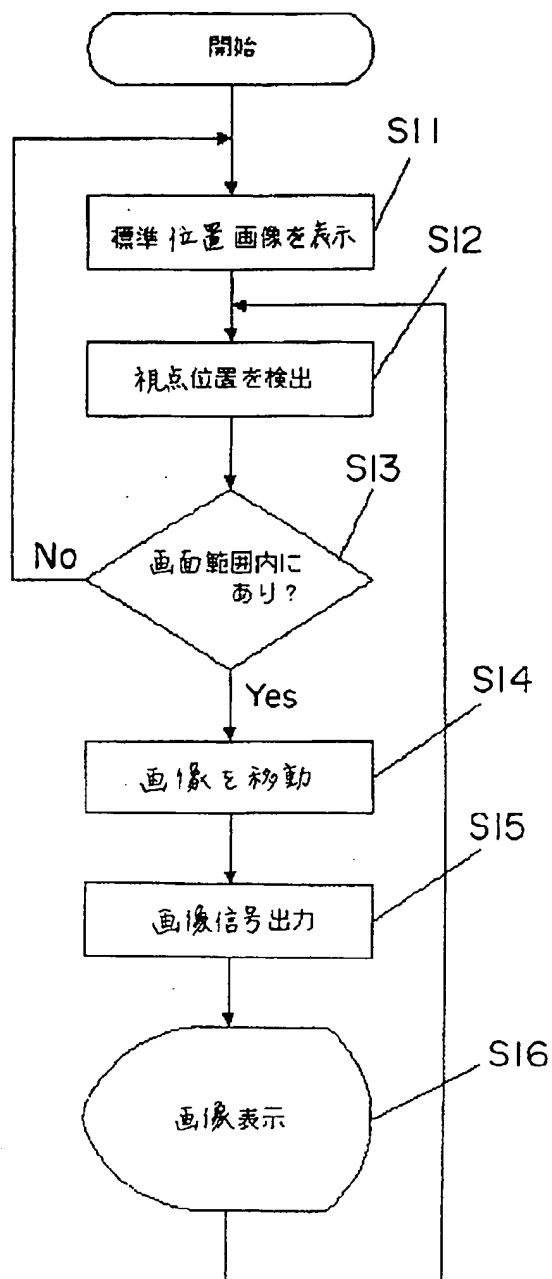 開始
S11
標準位置画像を表示
S12
視点位置を検出
S13
画面範囲内に
あり?
No
Yes
S14
画像を移動
S15
画像信号出力
S16
画像表示